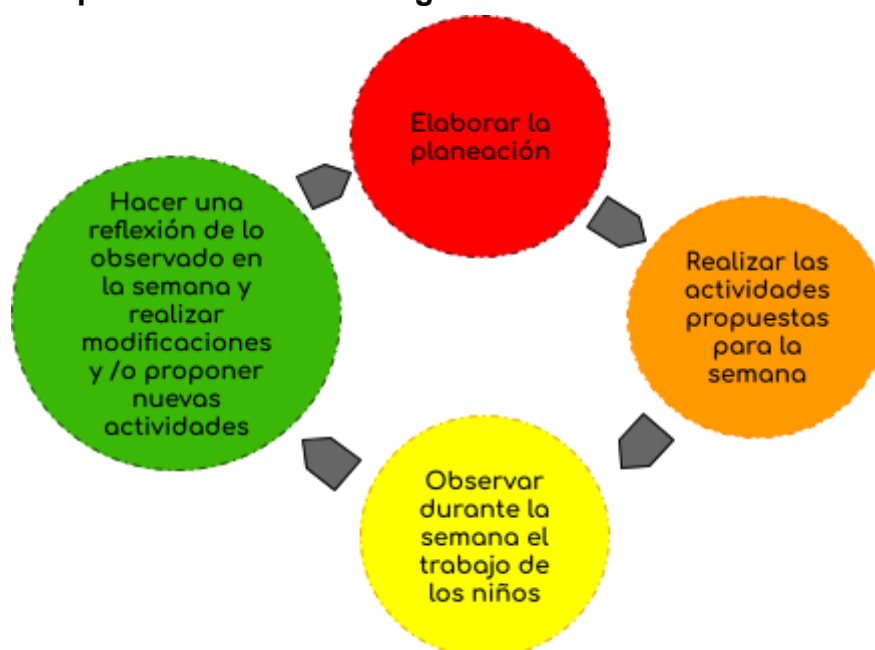 Elaborar la
planeación
Realizar las
actividades
propuestas
para la
semana
Observar
durante la
semana el
trabajo de
los niños
Hacer una
reflexión de lo
observado en
la semana y
realizar
modificaciones
y /o proponer
nuevas
actividades